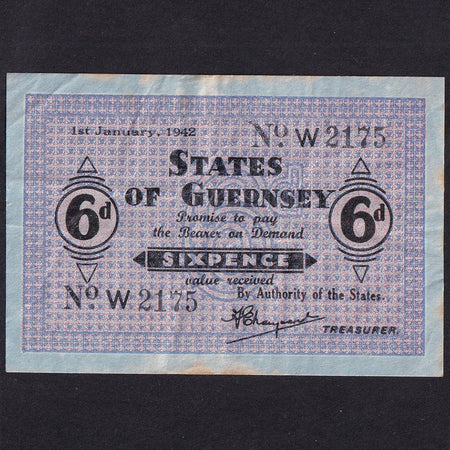 1st January, 1942
No. W 2175
STATES
OF GUERNSEY
6d
6d
Promise to pay
the Bearer on Demand
SIXPENCE
value received
No. W 2175
By Authority of the States.
TREASURER.